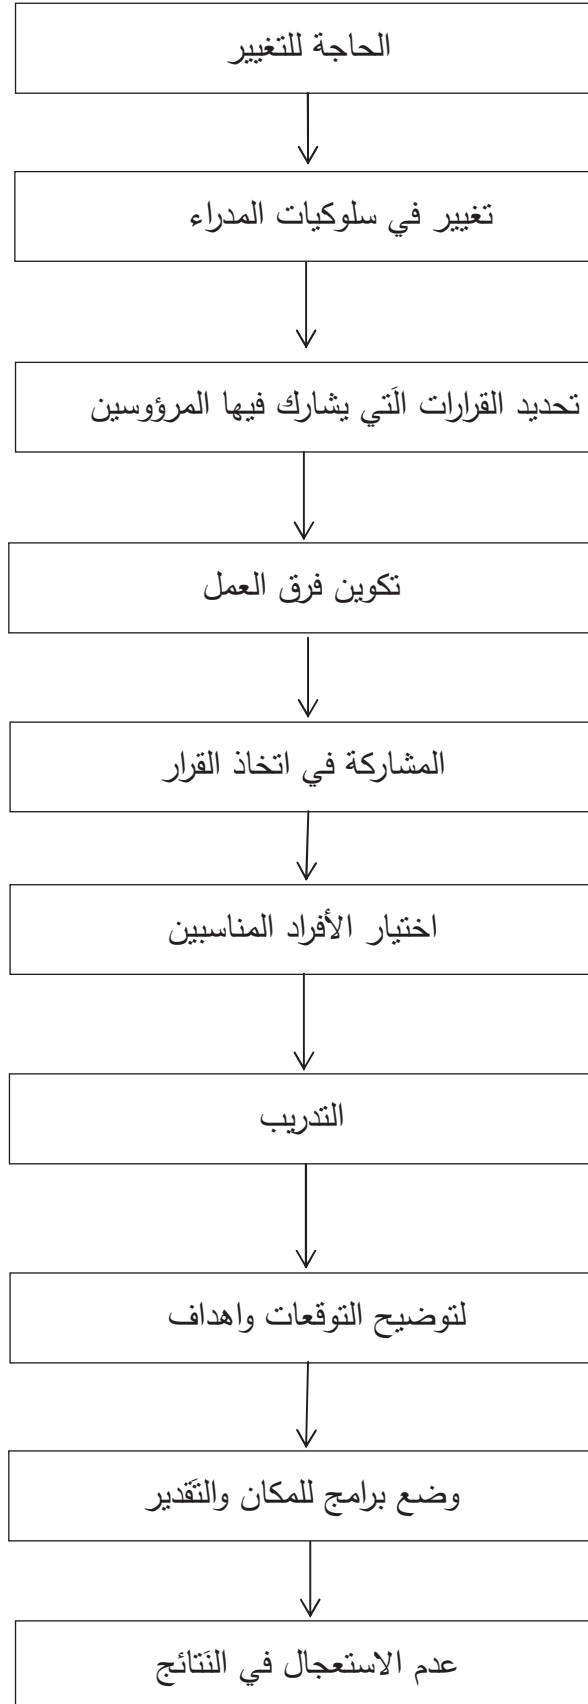 الحاجة للتغيير
تغيير في سلوكيات المدراء
تحديد القرارات الَتي يشارك فيها المرؤوسين
تكوين فرق العمل
المشاركة في اتخاذ القرار
اختيار الأفراد المناسبين
التدريب
لتوضيح التوقعات واهداف
وضع برامج للمكان والتَقدير
عدم الاستعجال في النَتائج